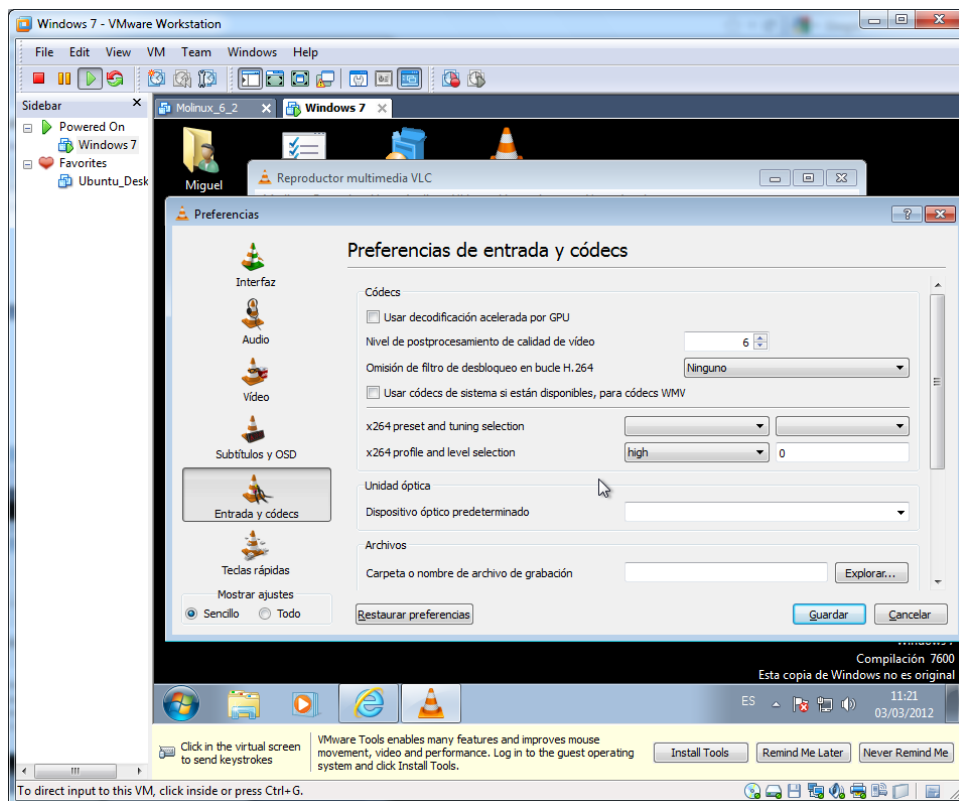 Windows 7 - VMware Workstation
File Edit View VM Team Windows Help
Sidebar ×
Powered On
Windows 7
Favorites
Ubuntu_Desk
Molinux_6_2 Windows 7
Miguel
Reproductor multimedia VLC
Preferencias
Interfaz
Audio
Vídeo
Subtítulos y OSD
Entrada y códecs
Teclas rápidas
Mostrar ajustes
Sencillo Todo
Preferencias de entrada y códecs
Códecs
Usar decodificación acelerada por GPU
Nivel de postprocesamiento de calidad de vídeo 6
Omisión de filtro de desbloqueo en bucle H.264 Ninguno
Usar códecs de sistema si están disponibles, para códecs WMV
x264 preset and tuning selection
x264 profile and level selection high 0
Unidad óptica
Dispositivo óptico predeterminado
Archivos
Carpeta o nombre de archivo de grabación Explorar...
Restaurar preferencias Guardar Cancelar
Compilación 7600
Esta copia de Windows no es original
ES 11:21
03/03/2012
Click in the virtual screen
to send keystrokes
VMware Tools enables many features and improves mouse
movement, video and performance. Log in to the guest operating
system and click Install Tools.
Install Tools Remind Me Later Never Remind Me
To direct input to this VM, click inside or press Ctrl+G.